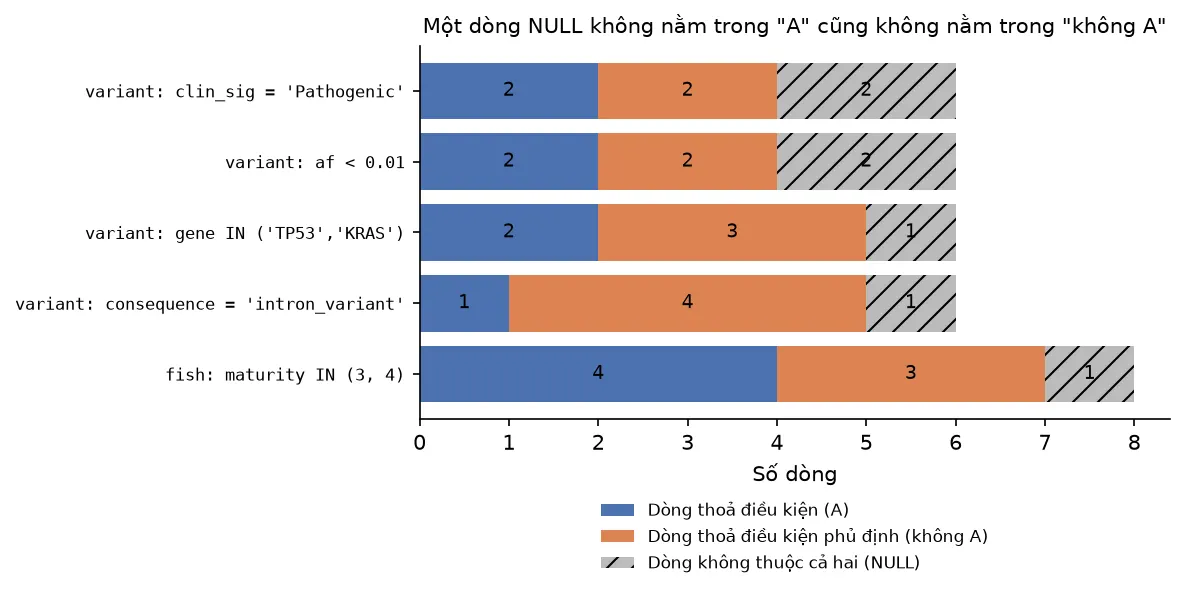 Một dòng NULL không nằm trong "A" cũng không nằm trong "không A"
variant: clin_sig = 'Pathogenic'
2 2 2
variant: af < 0.01
2 2 2
variant: gene IN ('TP53','KRAS')
2 3 1
variant: consequence = 'intron_variant'
1 4 1
fish: maturity IN (3, 4)
4 3 1
0 1 2 3 4 5 6 7 8
Số dòng
Dòng thoả điều kiện (A)
Dòng thoả điều kiện phủ định (không A)
Dòng không thuộc cả hai (NULL)